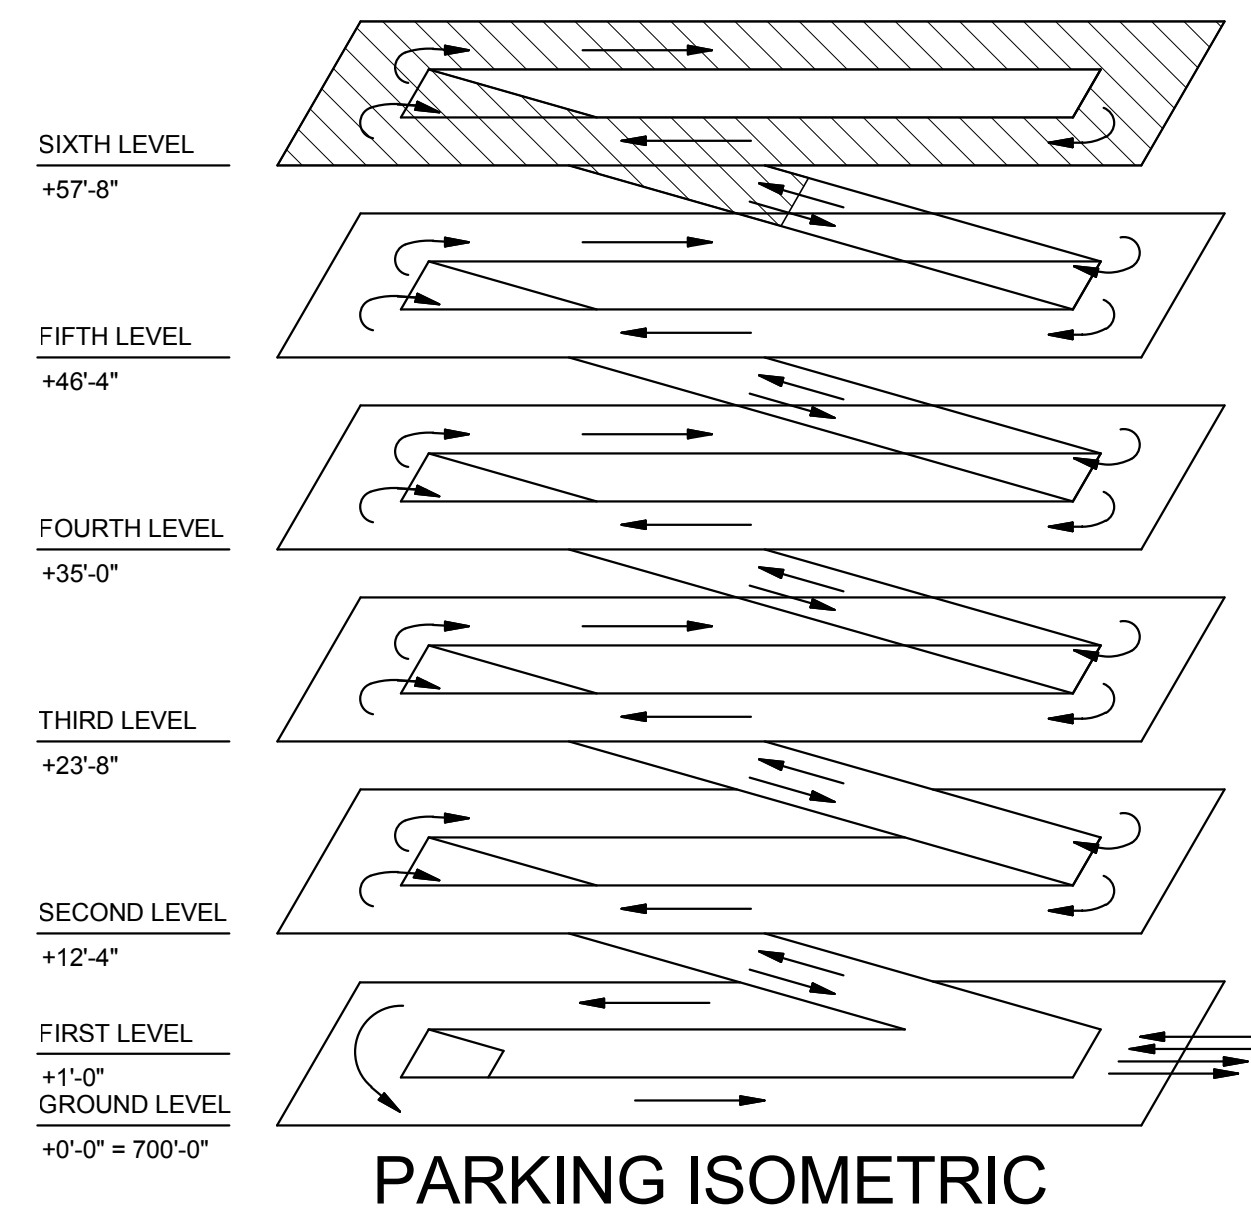 SIXTH LEVEL
+57'-8"
FIFTH LEVEL
+46'-4"
FOURTH LEVEL
+35'-0"
THIRD LEVEL
+23'-8"
SECOND LEVEL
+12'-4"
FIRST LEVEL
+1'-0"
GROUND LEVEL
+0'-0" = 700'-0"
PARKING ISOMETRIC